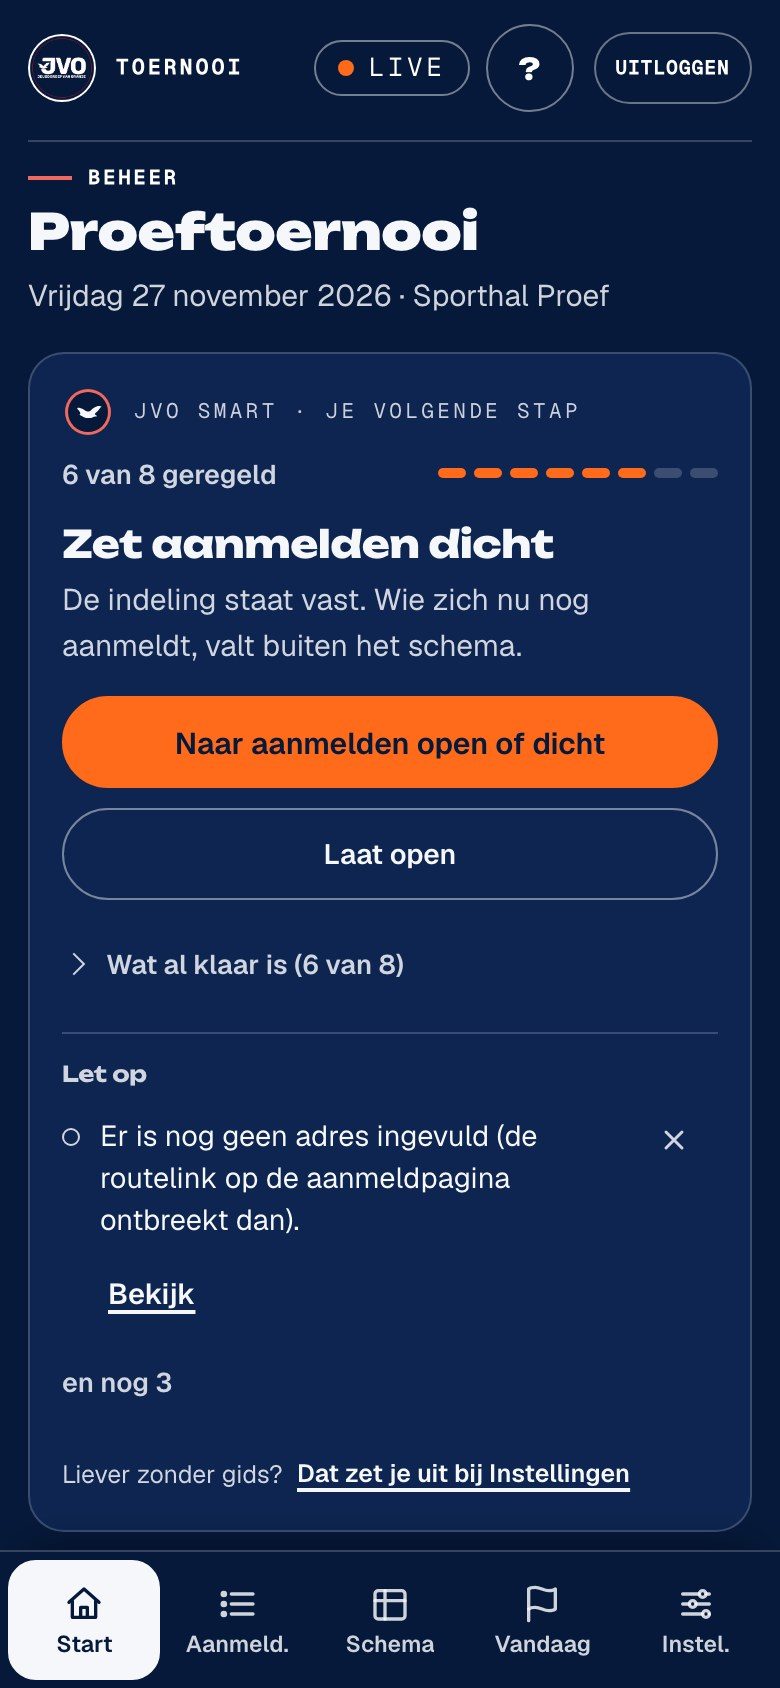 JVO TOERNOOI LIVE ? UITLOGGEN
BEHEER
Proeftoernooi
Vrijdag 27 november 2026 · Sporthal Proef
JVO SMART · JE VOLGENDE STAP
6 van 8 geregeld
Zet aanmelden dicht
De indeling staat vast. Wie zich nu nog
aanmeldt, valt buiten het schema.
Naar aanmelden open of dicht
Laat open
Wat al klaar is (6 van 8)
Let op
Er is nog geen adres ingevuld (de
routelink op de aanmeldpagina
ontbreekt dan).
Bekijk
en nog 3
Liever zonder gids? Dat zet je uit bij Instellingen
Start Aanmeld. Schema Vandaag Instel.